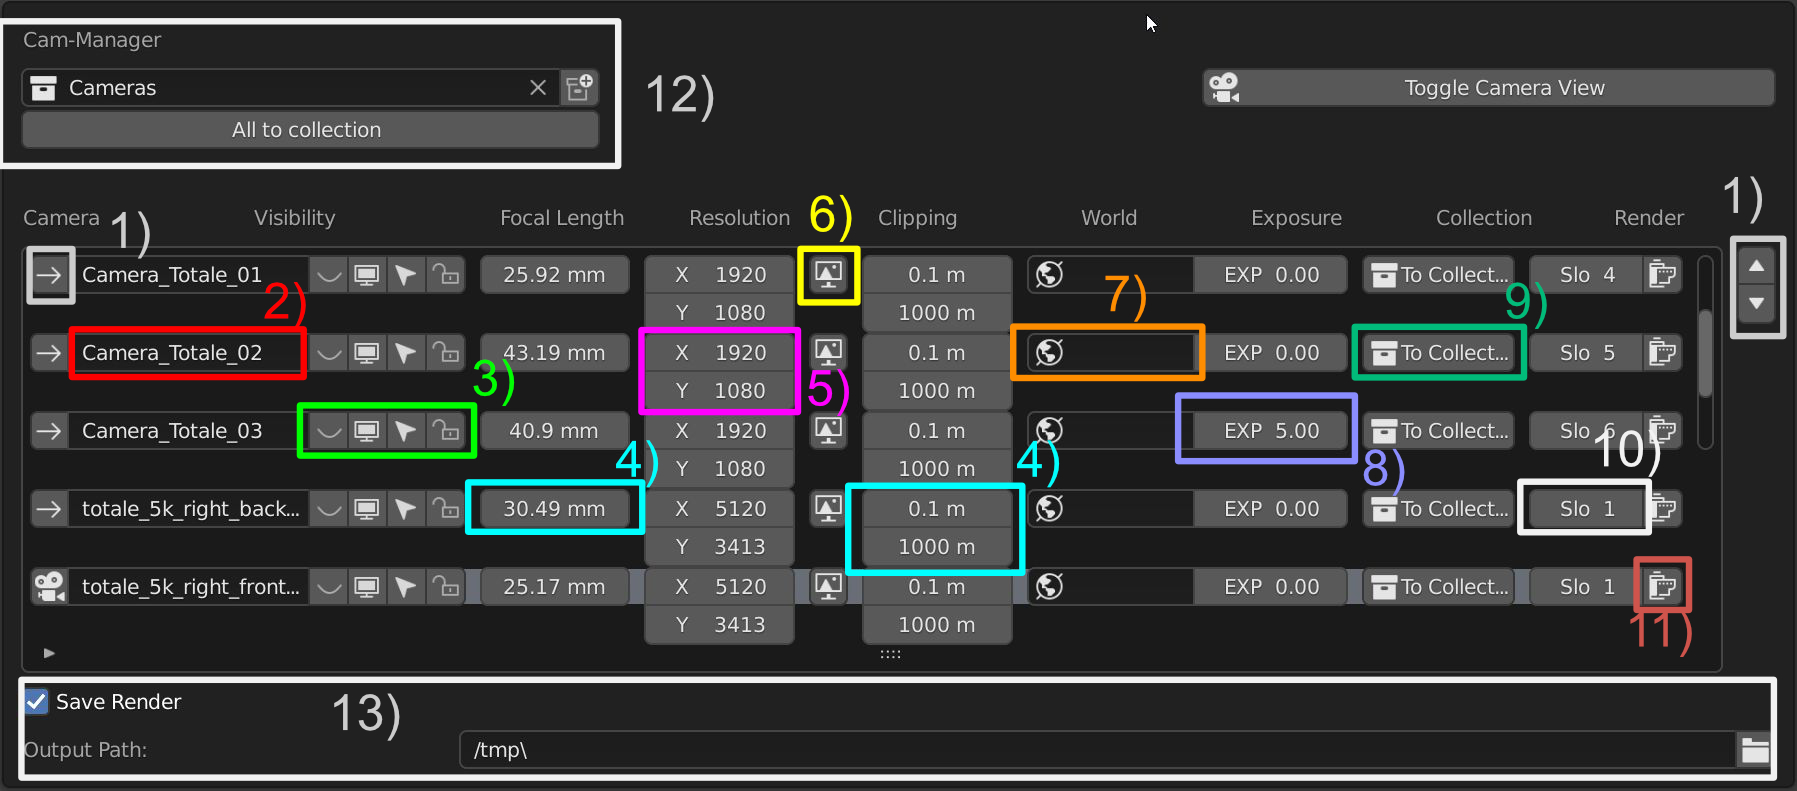 Cam-Manager
Cameras
12)
Toggle Camera View
All to collection
Camera 1) Visibility Focal Length Resolution 6) Clipping World Exposure Collection Render 1)
Camera_Totale_01 25.92 mm X 1920 0.1 m EXP 0.00 To Collect... Slo 4
2) Y 1080 1000 m 7) 9)
Camera_Totale_02 43.19 mm X 1920 0.1 m EXP 0.00 To Collect... Slo 5
3) Y 1080 5) 1000 m
Camera_Totale_03 40.9 mm X 1920 0.1 m EXP 5.00 To Collect... Slo 6
4) Y 1080 1000 m 4) 8) 10)
totale_5k_right_back... 30.49 mm X 5120 0.1 m EXP 0.00 To Collect... Slo 1
Y 3413 1000 m
totale_5k_right_front... 25.17 mm X 5120 0.1 m EXP 0.00 To Collect... Slo 1
Y 3413 1000 m 11)
Save Render 13)
Output Path: /tmp\